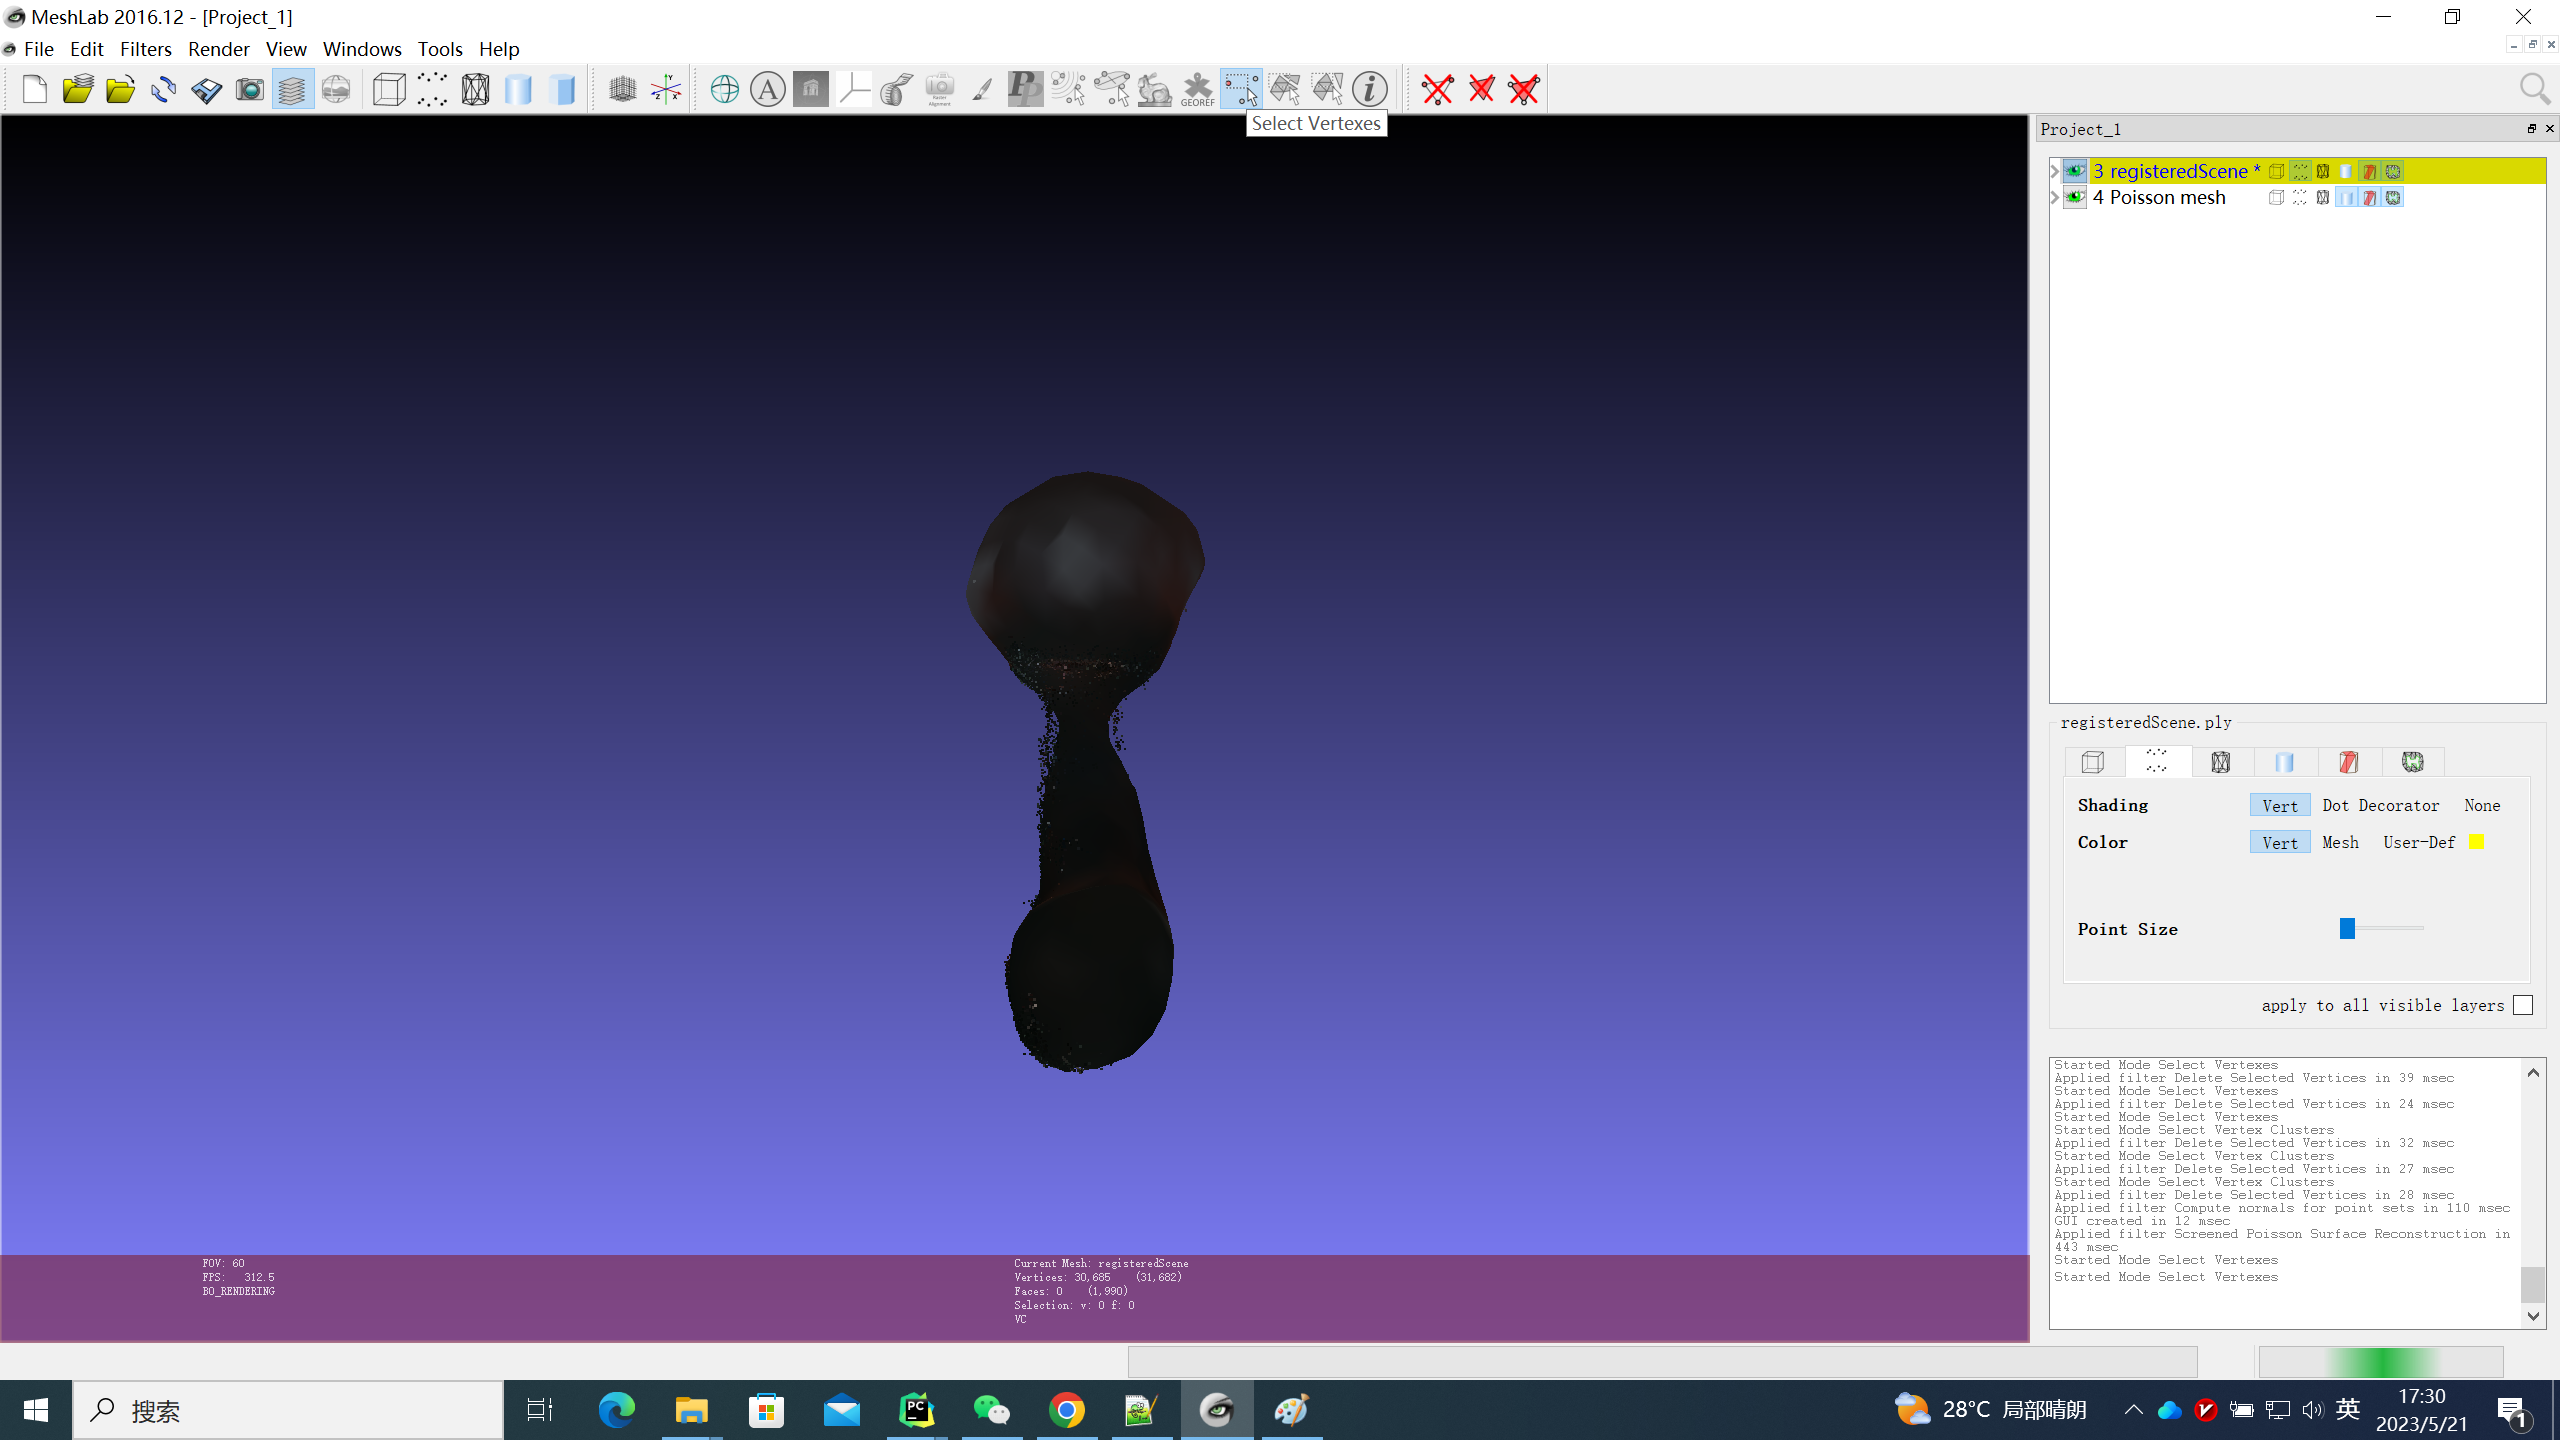 MeshLab 2016.12 - [Project_1]
File Edit Filters Render View Windows Tools Help
A
Raster Alignment
PP
GEOREF
i
Select Vertexes
Project_1
3 registeredScene *
4 Poisson mesh
registeredScene.ply
Shading Vert Dot Decorator None
Color Vert Mesh User-Def
Point Size
apply to all visible layers
Started Mode Select Vertexes
Applied filter Delete Selected Vertices in 39 msec
Started Mode Select Vertexes
Applied filter Delete Selected Vertices in 24 msec
Started Mode Select Vertexes
Started Mode Select Vertex Clusters
Applied filter Delete Selected Vertices in 32 msec
Started Mode Select Vertex Clusters
Applied filter Delete Selected Vertices in 27 msec
Started Mode Select Vertex Clusters
Applied filter Delete Selected Vertices in 28 msec
Applied filter Compute normals for point sets in 110 msec
GUI created in 12 msec
Applied filter Screened Poisson Surface Reconstruction in
443 msec
Started Mode Select Vertexes
Started Mode Select Vertexes
FOV: 60
FPS: 312.5
BO_RENDERING
Current Mesh: registeredScene
Vertices: 30,685 (31,682)
Faces: 0 (1,990)
Selection: v: 0 f: 0
VC
搜索
PC
28°C 局部晴朗
英
17:30
2023/5/21
1